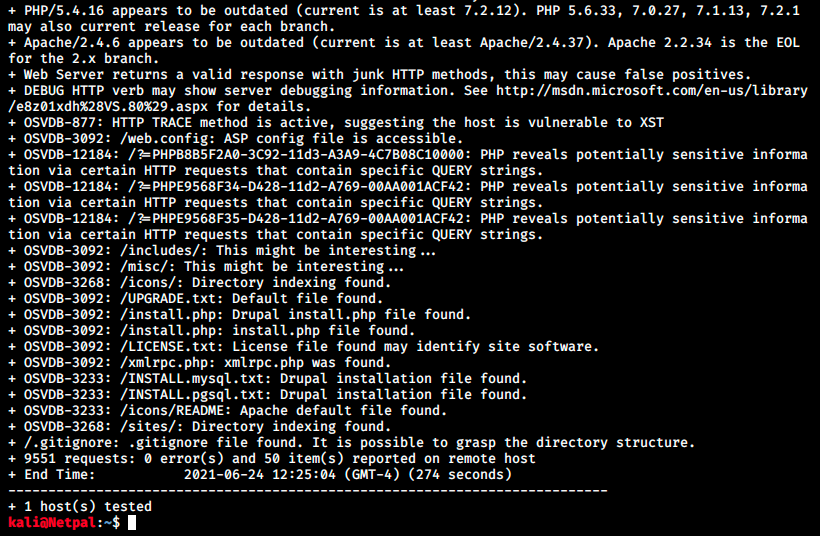 + PHP/5.4.16 appears to be outdated (current is at least 7.2.12). PHP 5.6.33, 7.0.27, 7.1.13, 7.2.1
may also current release for each branch.
+ Apache/2.4.6 appears to be outdated (current is at least Apache/2.4.37). Apache 2.2.34 is the EOL
for the 2.x branch.
+ Web Server returns a valid response with junk HTTP methods, this may cause false positives.
+ DEBUG HTTP verb may show server debugging information. See http://msdn.microsoft.com/en-us/library
/e8z01xdh%28VS.80%29.aspx for details.
+ OSVDB-877: HTTP TRACE method is active, suggesting the host is vulnerable to XST
+ OSVDB-3092: /web.config: ASP config file is accessible.
+ OSVDB-12184: /?=PHPB8B5F2A0-3C92-11d3-A3A9-4C7B08C10000: PHP reveals potentially sensitive informa
tion via certain HTTP requests that contain specific QUERY strings.
+ OSVDB-12184: /?=PHPE9568F34-D428-11d2-A769-00AA001ACF42: PHP reveals potentially sensitive informa
tion via certain HTTP requests that contain specific QUERY strings.
+ OSVDB-12184: /?=PHPE9568F35-D428-11d2-A769-00AA001ACF42: PHP reveals potentially sensitive informa
tion via certain HTTP requests that contain specific QUERY strings.
+ OSVDB-3092: /includes/: This might be interesting...
+ OSVDB-3092: /misc/: This might be interesting...
+ OSVDB-3268: /icons/: Directory indexing found.
+ OSVDB-3092: /UPGRADE.txt: Default file found.
+ OSVDB-3092: /install.php: Drupal install.php file found.
+ OSVDB-3092: /install.php: install.php file found.
+ OSVDB-3092: /LICENSE.txt: License file found may identify site software.
+ OSVDB-3092: /xmlrpc.php: xmlrpc.php was found.
+ OSVDB-3233: /INSTALL.mysql.txt: Drupal installation file found.
+ OSVDB-3233: /INSTALL.pgsql.txt: Drupal installation file found.
+ OSVDB-3233: /icons/README: Apache default file found.
+ OSVDB-3268: /sites/: Directory indexing found.
+ /.gitignore: .gitignore file found. It is possible to grasp the directory structure.
+ 9551 requests: 0 error(s) and 50 item(s) reported on remote host
+ End Time:           2021-06-24 12:25:04 (GMT-4) (274 seconds)
---------------------------------------------------------------------------
+ 1 host(s) tested
kali@Netpal:~$